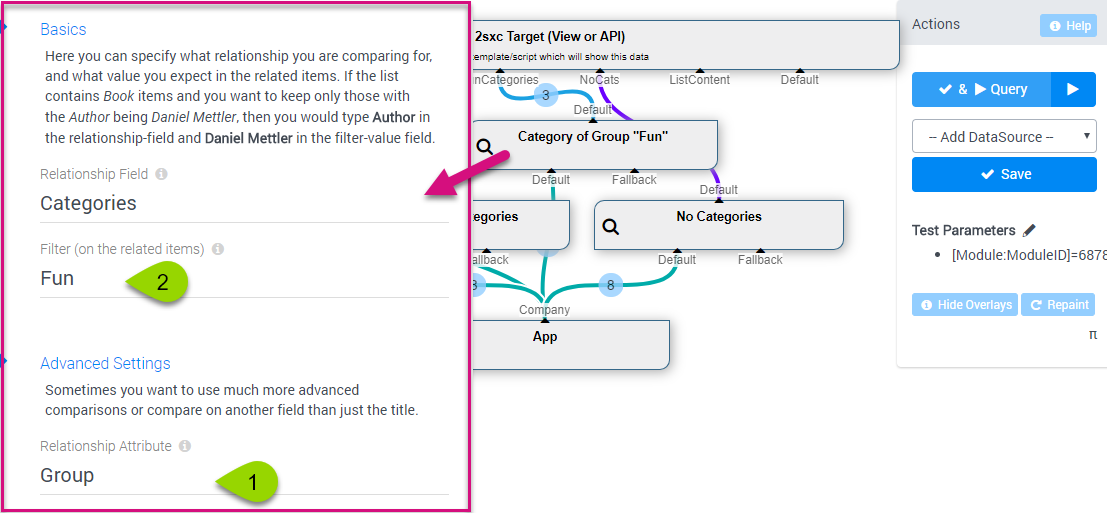 Basics
Here you can specify what relationship you are comparing for,
and what value you expect in the related items. If the list
contains Book items and you want to keep only those with
the Author being Daniel Mettler, then you would type Author in
the relationship-field and Daniel Mettler in the filter-value field.
Relationship Field
Categories
Filter (on the related items)
Fun
2
Advanced Settings
Sometimes you want to use much more advanced
comparisons or compare on another field than just the title.
Relationship Attribute
Group
1
2sxc Target (View or API)
template/script which will show this data
nCategories
NoCats
ListContent
Default
3
Default
Category of Group "Fun"
Default
Fallback
Default
egories
No Categories
allback
Default
Fallback
8
8
Company
App
Actions
Help
& Query
-- Add DataSource --
Save
Test Parameters
[Module:ModuleID]=6878
Hide Overlays
Repaint
π